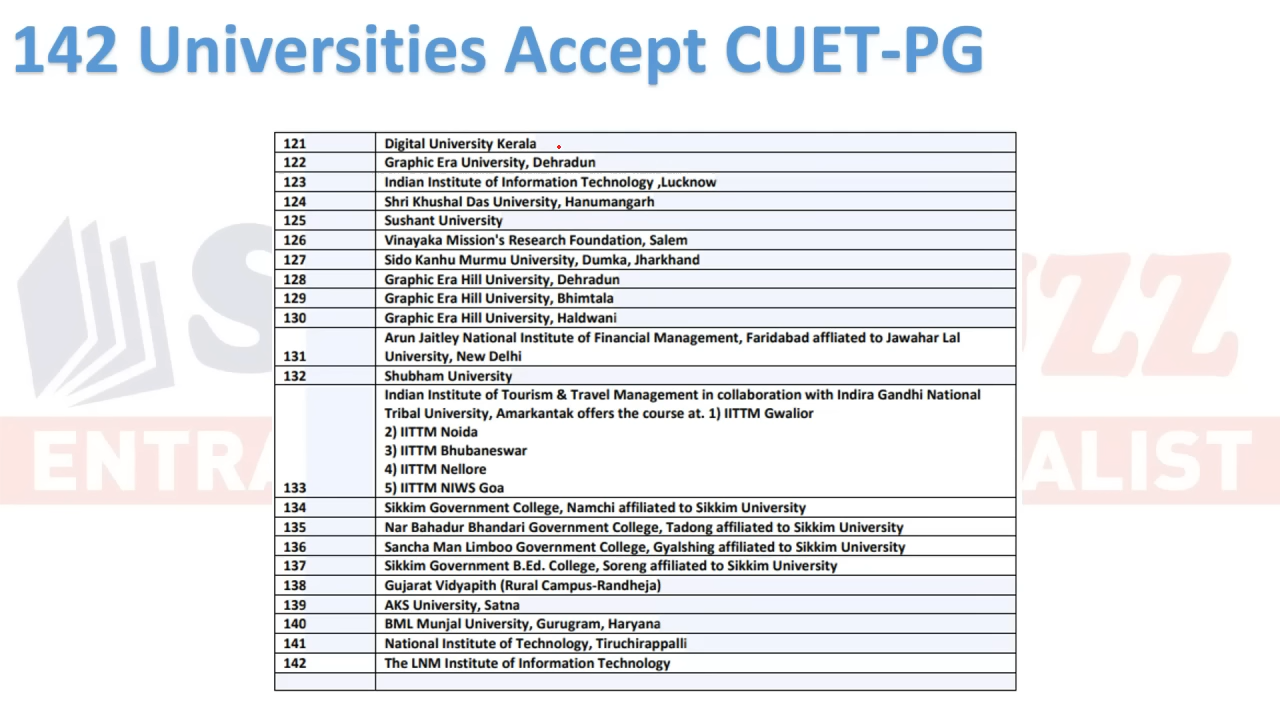 142 Universities Accept CUET-PG
121 Digital University Kerala
122 Graphic Era University, Dehradun
123 Indian Institute of Information Technology ,Lucknow
124 Shri Khushal Das University, Hanumangarh
125 Sushant University
126 Vinayaka Mission's Research Foundation, Salem
127 Sido Kanhu Murmu University, Dumka, Jharkhand
128 Graphic Era Hill University, Dehradun
129 Graphic Era Hill University, Bhimtala
130 Graphic Era Hill University, Haldwani
Arun Jaitley National Institute of Financial Management, Faridabad affliated to Jawahar Lal
131 University, New Delhi
132 Shubham University
Indian Institute of Tourism & Travel Management in collaboration with Indira Gandhi National
Tribal University, Amarkantak offers the course at. 1) IITTM Gwalior
2) IITTM Noida
3) IITTM Bhubaneswar
4) IITTM Nellore
133 5) IITTM NIWS Goa
134 Sikkim Government College, Namchi affiliated to Sikkim University
135 Nar Bahadur Bhandari Government College, Tadong affiliated to Sikkim University
136 Sancha Man Limboo Government College, Gyalshing affiliated to Sikkim University
137 Sikkim Government B.Ed. College, Soreng affiliated to Sikkim University
138 Gujarat Vidyapith (Rural Campus-Randheja)
139 AKS University, Satna
140 BML Munjal University, Gurugram, Haryana
141 National Institute of Technology, Tiruchirappalli
142 The LNM Institute of Information Technology